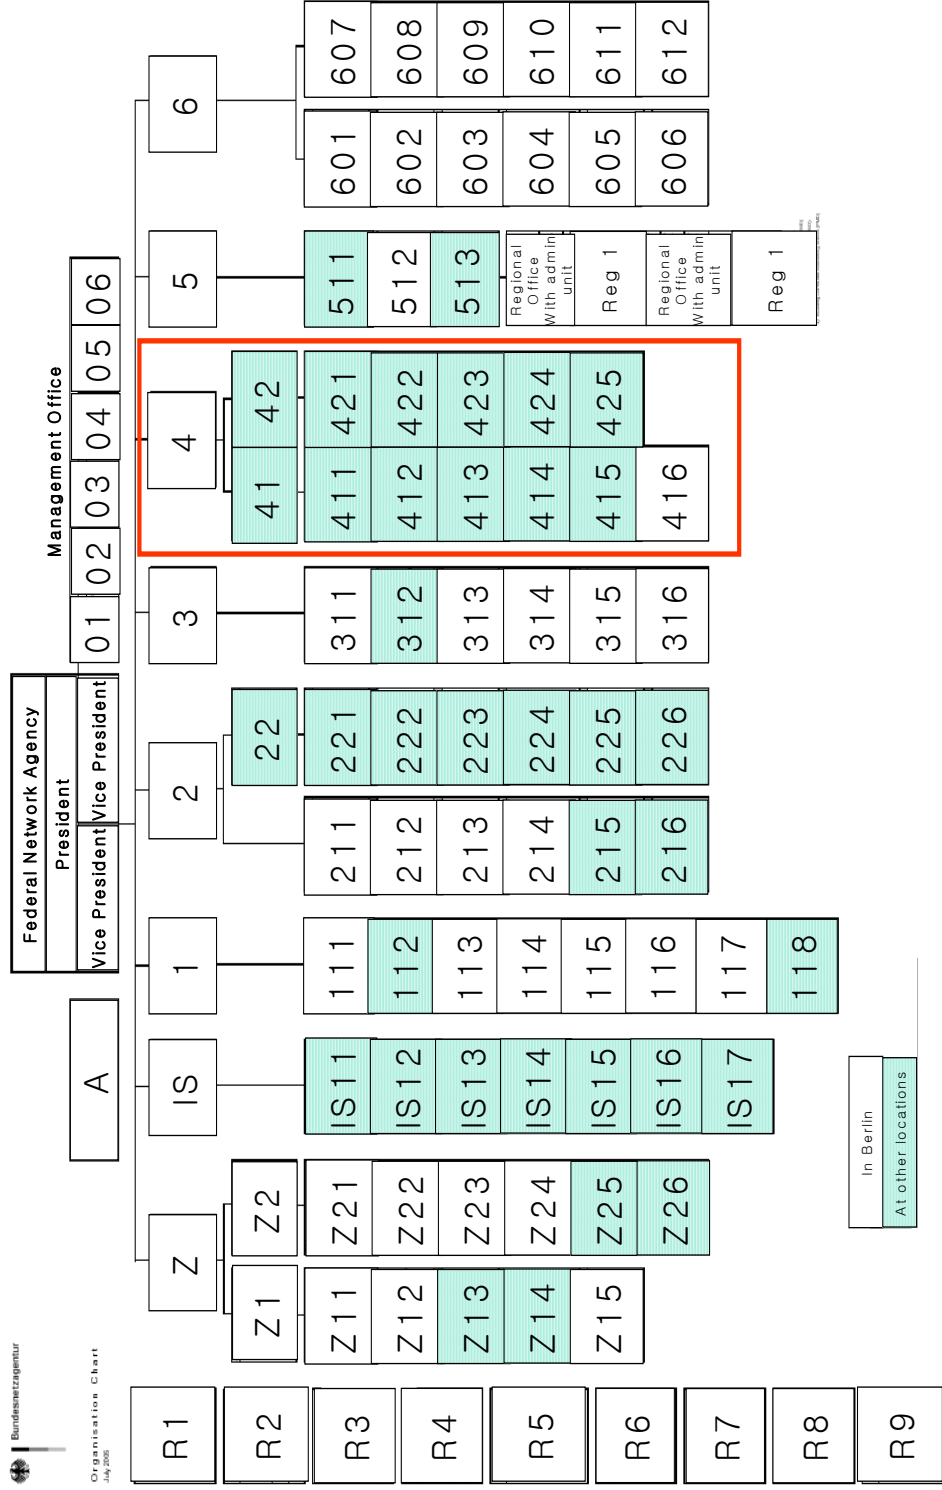 Bundesnetzagentur
Organisation Chart
July 2005
Federal Network Agency
President
Vice President
Vice President
Management Office
01
02
03
04
05
06
A
Z
IS
1
2
3
4
5
6
Z1
Z2
22
41
42
R1
R2
R3
R4
R5
R6
R7
R8
R9
Z11
Z12
Z13
Z14
Z15
Z21
Z22
Z23
Z24
Z25
Z26
IS11
IS12
IS13
IS14
IS15
IS16
IS17
111
112
113
114
115
116
117
118
211
212
213
214
215
216
221
222
223
224
225
226
311
312
313
314
315
316
411
412
413
414
415
416
421
422
423
424
425
511
512
513
Regional
Office
With admin
unit
Reg 1
Regional
Office
With admin
unit
Reg 1
601
602
603
604
605
606
607
608
609
610
611
612
In Berlin
At other locations